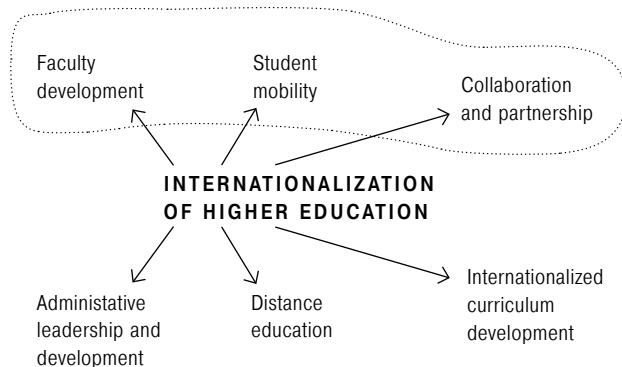 Faculty
development
Student
mobility
Collaboration
and partnership
INTERNATIONALIZATION
OF HIGHER EDUCATION
Administative
leadership and
development
Distance
education
Internationalized
curriculum
development